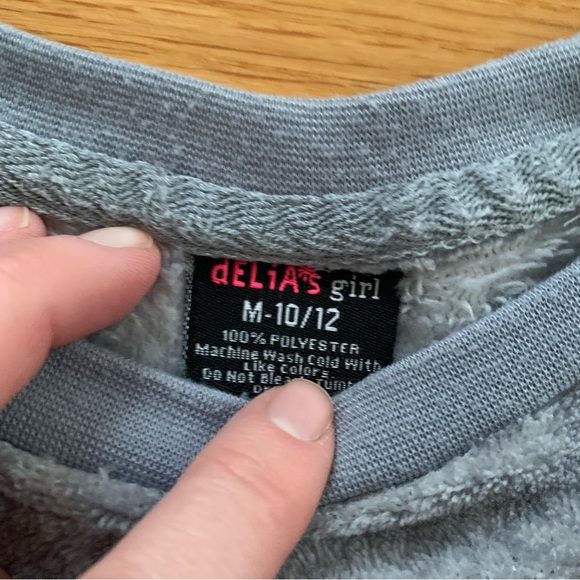 dELiA*s girl
M-10/12
100% POLYESTER
Machine Wash Cold With
Like Colors.
Do Not